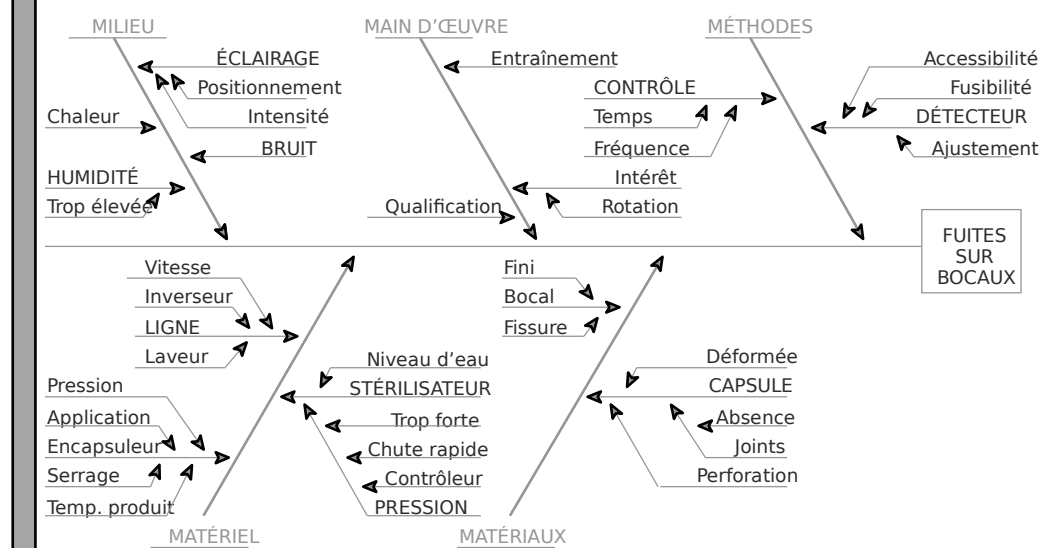 MILIEU
MAIN D’ŒUVRE
MÉTHODES
ÉCLAIRAGE
Positionnement
Intensité
Chaleur
BRUIT
HUMIDITÉ
Trop élevée
Entraînement
Intérêt
Rotation
Qualification
CONTRÔLE
Temps
Fréquence
Accessibilité
Fusibilité
DÉTECTEUR
Ajustement
FUITES
SUR
BOCAUX
Vitesse
Inverseur
LIGNE
Laveur
Pression
Application
Encapsuleur
Serrage
Temp. produit
Niveau d’eau
STÉRILISATEUR
Trop forte
Chute rapide
Contrôleur
PRESSION
Fini
Bocal
Fissure
Déformée
CAPSULE
Absence
Joints
Perforation
MATÉRIEL
MATÉRIAUX